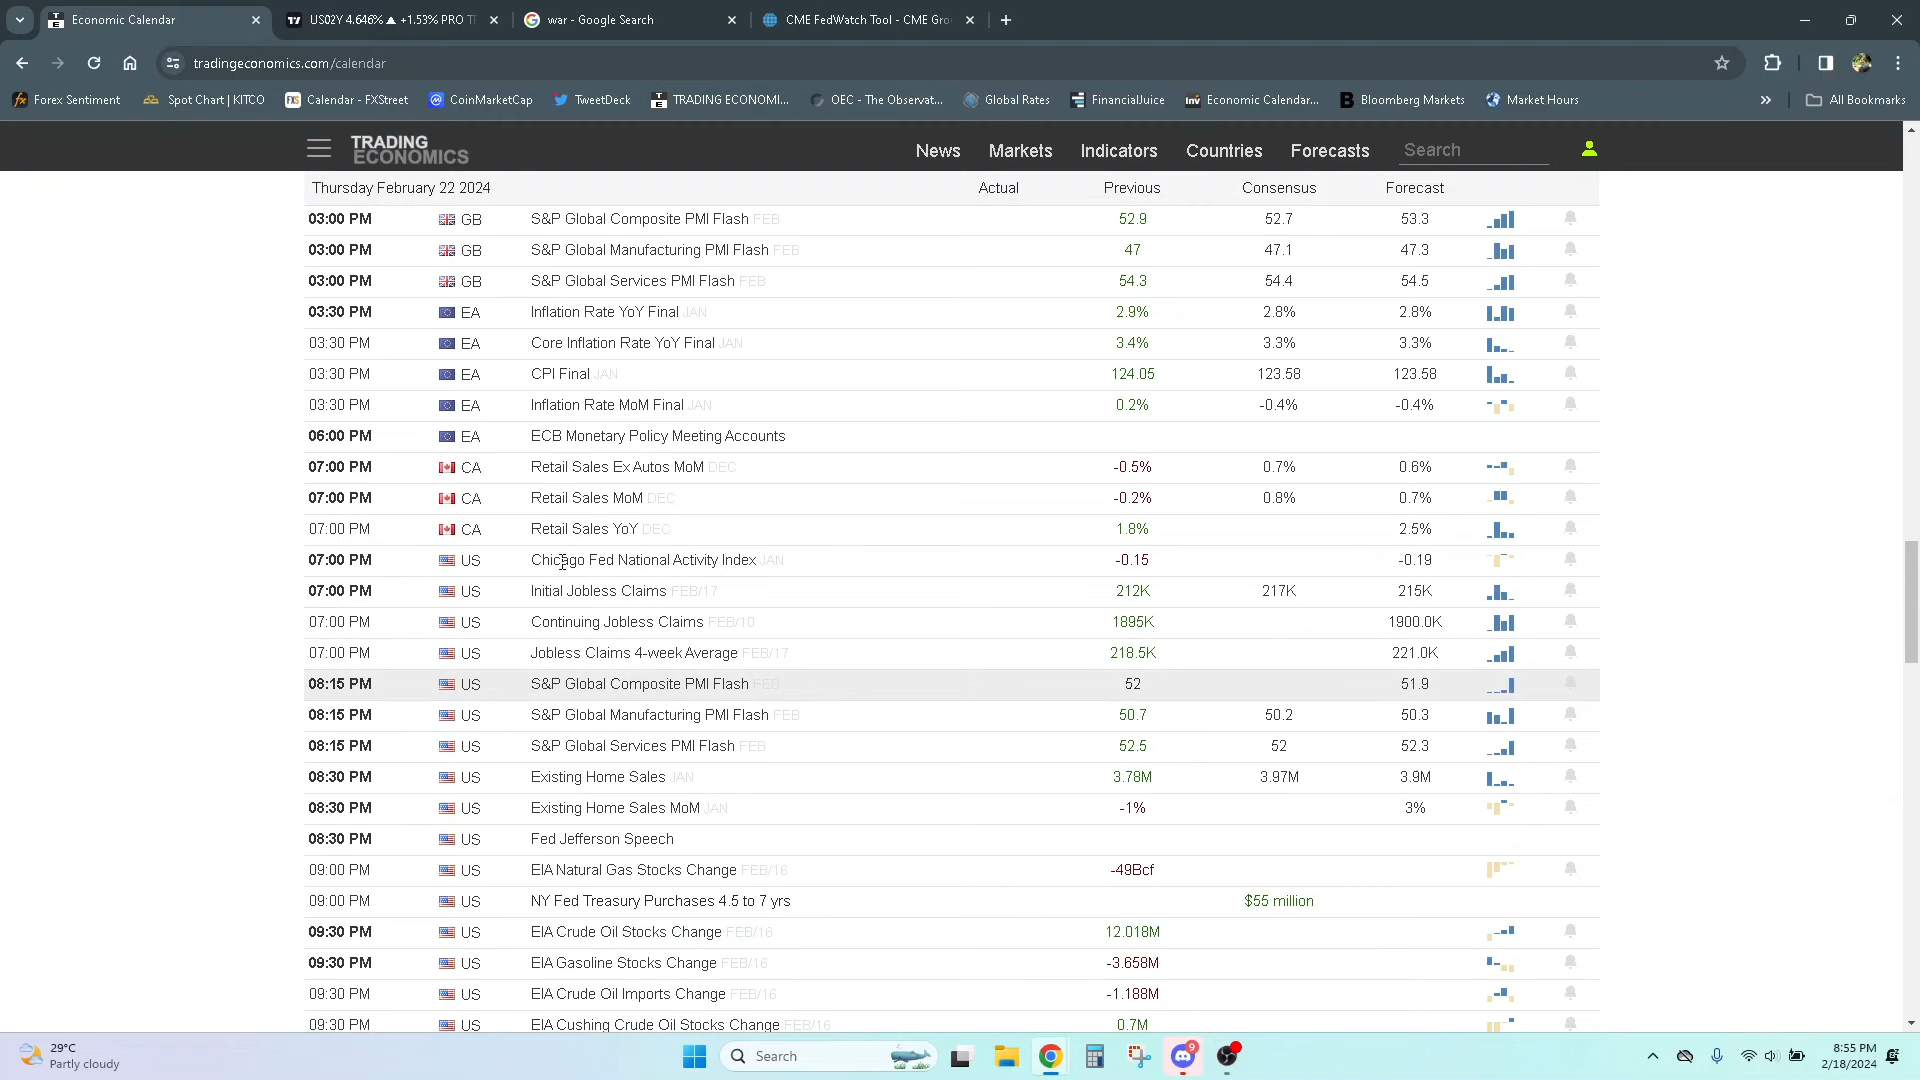 Economic Calendar
US02Y 4.646% ▲ +1.53% PRO
war - Google Search
CME FedWatch Tool - CME Gro
tradingeconomics.com/calendar
Forex Sentiment
Spot Chart | KITCO
Calendar - FXStreet
CoinMarketCap
TweetDeck
TRADING ECONOMI...
OEC - The Observat...
Global Rates
FinancialJuice
Economic Calendar...
Bloomberg Markets
Market Hours
All Bookmarks
TRADING
ECONOMICS
News Markets Indicators Countries Forecasts Search
Thursday February 22 2024 Actual Previous Consensus Forecast
03:00 PM GB S&P Global Composite PMI Flash FEB 52.9 52.7 53.3
03:00 PM GB S&P Global Manufacturing PMI Flash FEB 47 47.1 47.3
03:00 PM GB S&P Global Services PMI Flash FEB 54.3 54.4 54.5
03:30 PM EA Inflation Rate YoY Final JAN 2.9% 2.8% 2.8%
03:30 PM EA Core Inflation Rate YoY Final JAN 3.4% 3.3% 3.3%
03:30 PM EA CPI Final JAN 124.05 123.58 123.58
03:30 PM EA Inflation Rate MoM Final JAN 0.2% -0.4% -0.4%
06:00 PM EA ECB Monetary Policy Meeting Accounts
07:00 PM CA Retail Sales Ex Autos MoM DEC -0.5% 0.7% 0.6%
07:00 PM CA Retail Sales MoM DEC -0.2% 0.8% 0.7%
07:00 PM CA Retail Sales YoY DEC 1.8% 2.5%
07:00 PM US Chicago Fed National Activity Index JAN -0.15 -0.19
07:00 PM US Initial Jobless Claims FEB/17 212K 217K 215K
07:00 PM US Continuing Jobless Claims FEB/10 1895K 1900.0K
07:00 PM US Jobless Claims 4-week Average FEB/17 218.5K 221.0K
08:15 PM US S&P Global Composite PMI Flash FEB 52 51.9
08:15 PM US S&P Global Manufacturing PMI Flash FEB 50.7 50.2 50.3
08:15 PM US S&P Global Services PMI Flash FEB 52.5 52 52.3
08:30 PM US Existing Home Sales JAN 3.78M 3.97M 3.9M
08:30 PM US Existing Home Sales MoM JAN -1% 3%
08:30 PM US Fed Jefferson Speech
09:00 PM US EIA Natural Gas Stocks Change FEB/16 -49Bcf
09:00 PM US NY Fed Treasury Purchases 4.5 to 7 yrs $55 million
09:30 PM US EIA Crude Oil Stocks Change FEB/16 12.018M
09:30 PM US EIA Gasoline Stocks Change FEB/16 -3.658M
09:30 PM US EIA Crude Oil Imports Change FEB/16 -1.188M
09:30 PM US EIA Cushing Crude Oil Stocks Change FEB/16 0.7M
29°C
Partly cloudy
Search
9
8:55 PM
2/18/2024